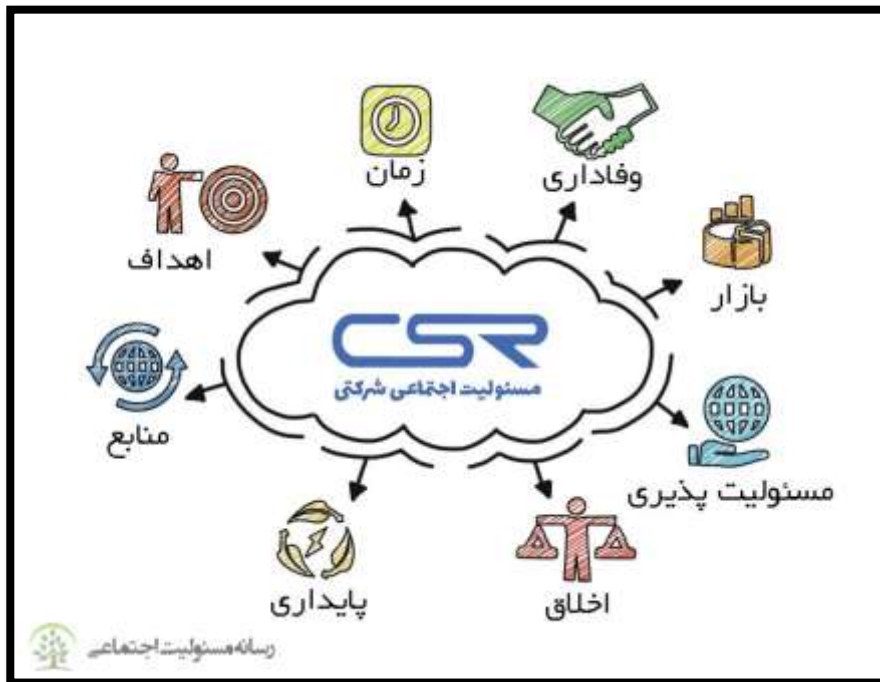 زمان
وفاداری
اهداف
بازار
CSR
مسئولیت اجتماعی شرکتی
منابع
مسئولیت پذیری
پایداری
اخلاق
رسانه مسئولیت اجتماعی